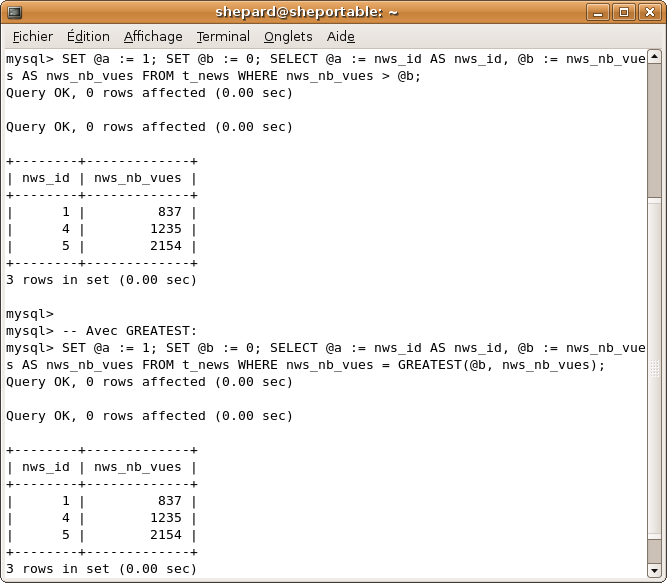 shepard@sheportable: ~
Fichier Édition Affichage Terminal Onglets Aide
mysql> SET @a := 1; SET @b := 0; SELECT @a := nws_id AS nws_id, @b := nws_nb_vue
s AS nws_nb_vues FROM t_news WHERE nws_nb_vues > @b;
Query OK, 0 rows affected (0.00 sec)
Query OK, 0 rows affected (0.00 sec)
+--------+-------------+
| nws_id | nws_nb_vues |
+--------+-------------+
|      1 |         837 |
|      4 |        1235 |
|      5 |        2154 |
+--------+-------------+
3 rows in set (0.00 sec)
mysql>
mysql> -- Avec GREATEST:
mysql> SET @a := 1; SET @b := 0; SELECT @a := nws_id AS nws_id, @b := nws_nb_vue
s AS nws_nb_vues FROM t_news WHERE nws_nb_vues = GREATEST(@b, nws_nb_vues);
Query OK, 0 rows affected (0.00 sec)
Query OK, 0 rows affected (0.00 sec)
+--------+-------------+
| nws_id | nws_nb_vues |
+--------+-------------+
|      1 |         837 |
|      4 |        1235 |
|      5 |        2154 |
+--------+-------------+
3 rows in set (0.00 sec)